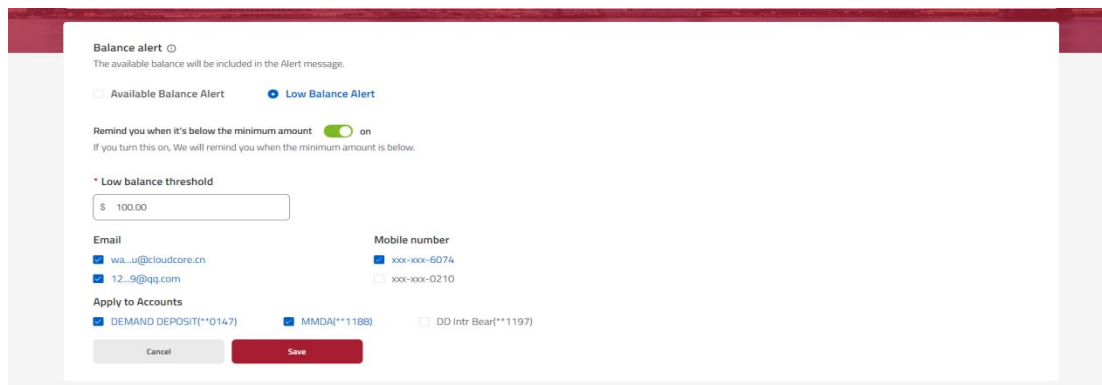 Balance alert
The available balance will be included in the Alert message.
Available Balance Alert Low Balance Alert
Remind you when it's below the minimum amount on
If you turn this on, We will remind you when the minimum amount is below.
* Low balance threshold
$ 100.00
Email Mobile number
wa...u@cloudcore.cn xxx-xxx-6074
12...9@qq.com xxx-xxx-0210
Apply to Accounts
DEMAND DEPOSIT(**0147) MMDA(**1188) DD Intr Bear(**1197)
Cancel Save